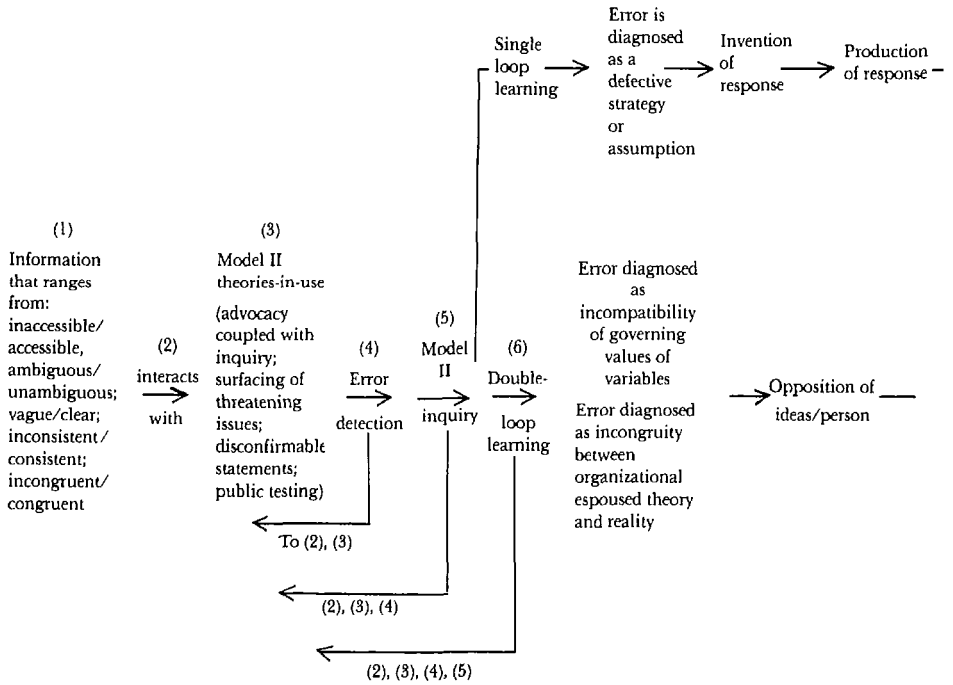 Single
loop
learning
Error is
diagnosed
as a
defective
strategy
or
assumption
Invention
of
response
Production
of response
(1)
Information
that ranges
from:
inaccessible/
accessible,
ambiguous/
unambiguous;
vague/clear;
inconsistent/
consistent;
incongruent/
congruent
(2)
interacts
with
(3)
Model II
theories-in-use
(advocacy
coupled with
inquiry;
surfacing of
threatening
issues;
disconfirmable
statements;
public testing)
(4)
Error
detection
(5)
Model
II
inquiry
(6)
Double-
loop
learning
Error diagnosed
as
incompatibility
of governing
values of
variables
Error diagnosed
as incongruity
between
organizational
espoused theory
and reality
Opposition of
ideas/person
To (2), (3)
(2), (3), (4)
(2), (3), (4), (5)